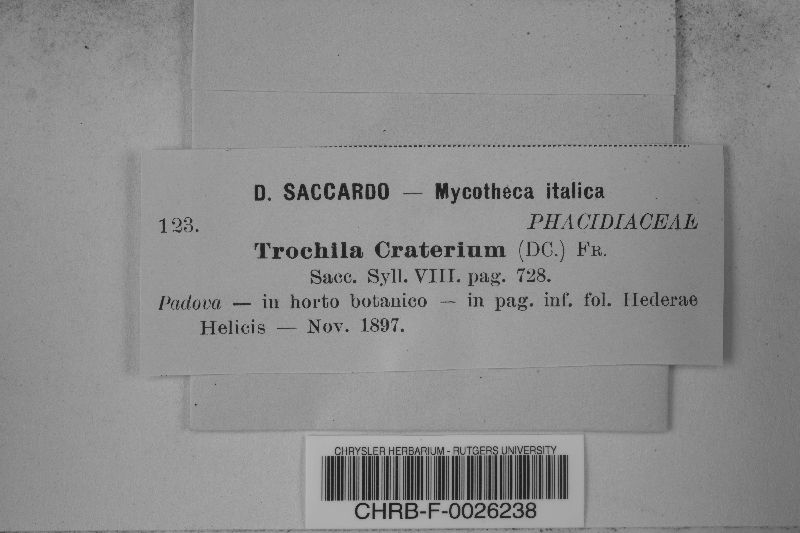 D. SACCARDO — Mycotheca italica
123. PHACIDIACEAE
Trochila Craterium (DC.) FR.
Sacc. Syll. VIII. pag. 728.
Padova — in horto botanico — in pag. inf. fol. Hederae
Helicis — Nov. 1897.
CHRYSLER HERBARIUM - RUTGERS UNIVERSITY
CHRB-F-0026238